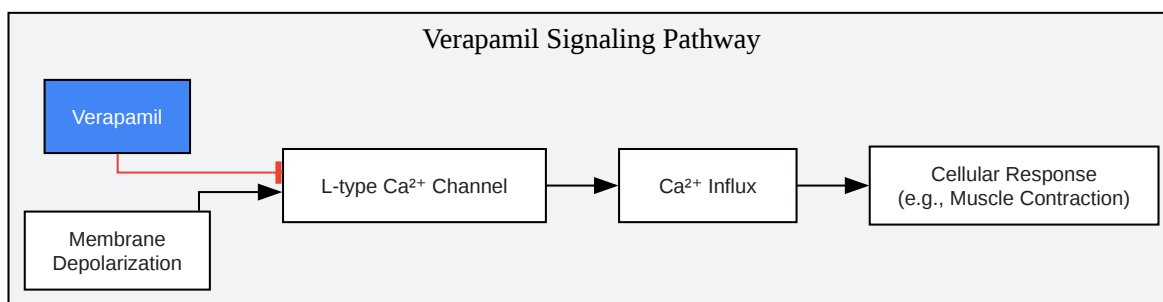 Verapamil Signaling Pathway
Verapamil
L-type Ca²⁺ Channel
Ca²⁺ Influx
Cellular Response
(e.g., Muscle Contraction)
Membrane
Depolarization